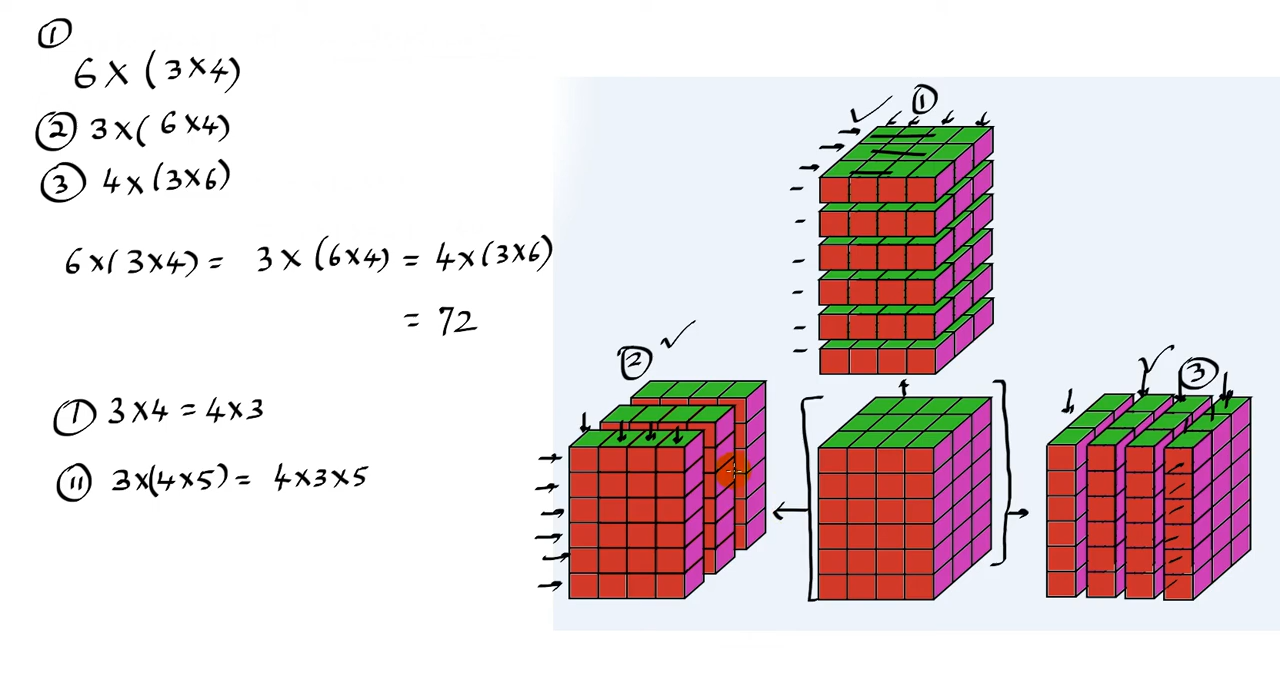 ①
6 × (3×4)
② 3×(6×4)
③ 4×(3×6)
6×(3×4) = 3×(6×4) = 4×(3×6)
= 72
Ⓘ 3×4 = 4×3
ⓘⓘ 3×(4×5) = 4×3×5
①
②
③